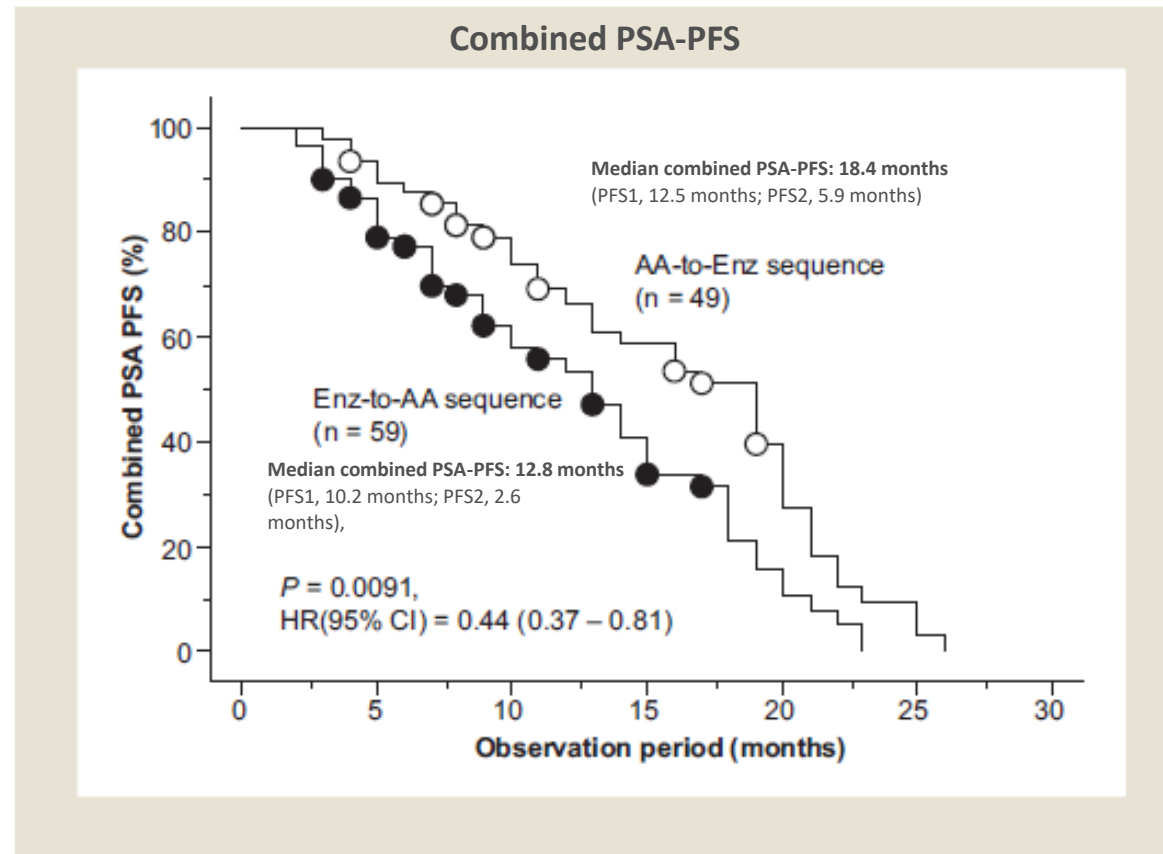 Combined PSA-PFS
100
80
60
40
20
0
Combined PSA PFS (%)
Median combined PSA-PFS: 18.4 months
(PFS1, 12.5 months; PFS2, 5.9 months)
AA-to-Enz sequence
(n = 49)
Enz-to-AA sequence
(n = 59)
Median combined PSA-PFS: 12.8 months
(PFS1, 10.2 months; PFS2, 2.6
months),
P = 0.0091,
HR(95% CI) = 0.44 (0.37 – 0.81)
0 5 10 15 20 25 30
Observation period (months)